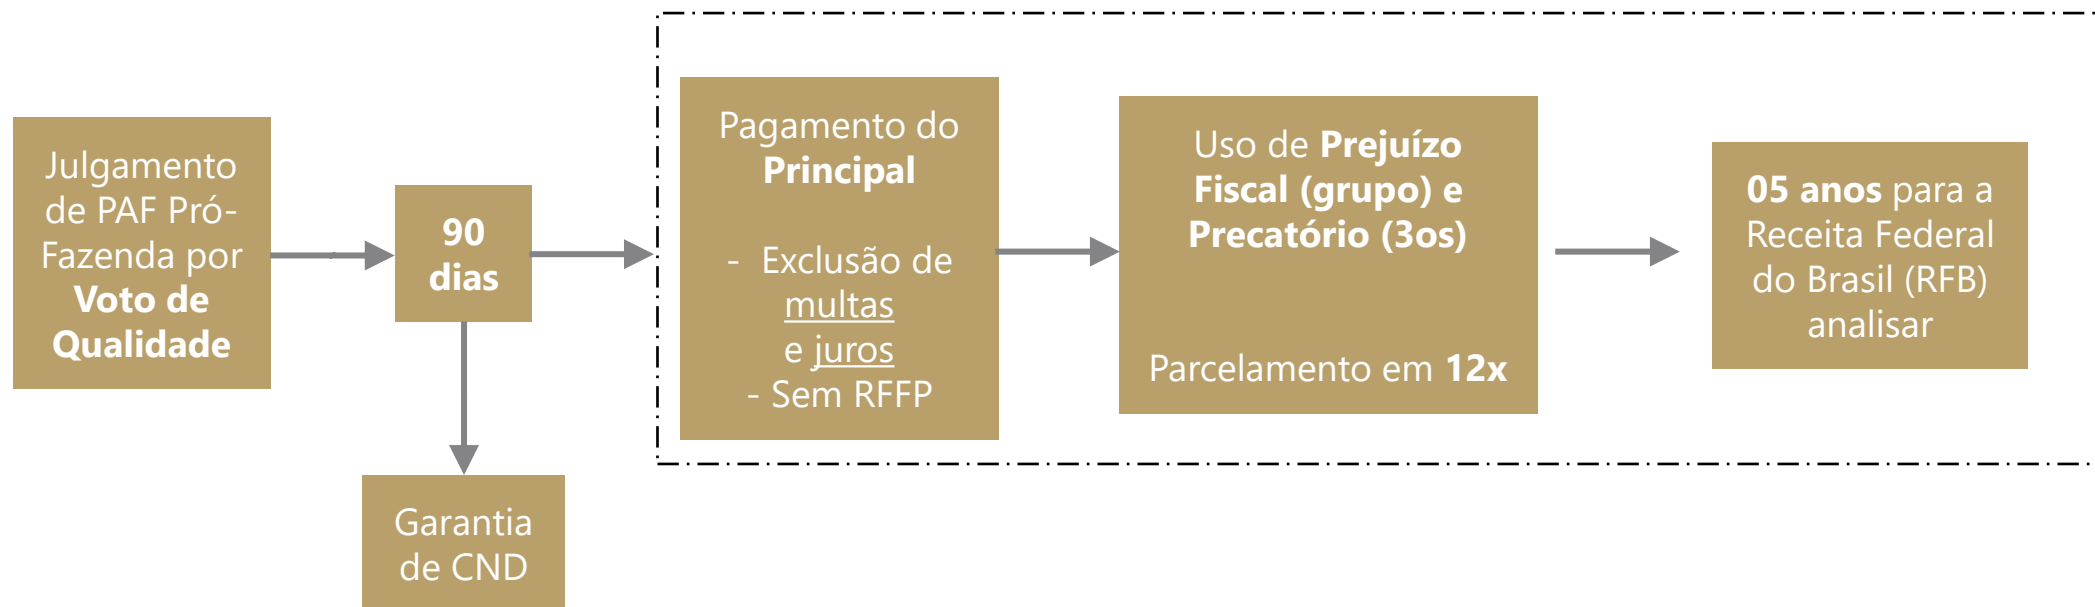 Julgamento
de PAF Pró-
Fazenda por
Voto de
Qualidade
90
dias
Garantia
de CND
Pagamento do
Principal
- Exclusão de
multas
e juros
- Sem RFFP
Uso de Prejuízo
Fiscal (grupo) e
Precatório (3os)
Parcelamento em 12x
05 anos para a
Receita Federal
do Brasil (RFB)
analisar